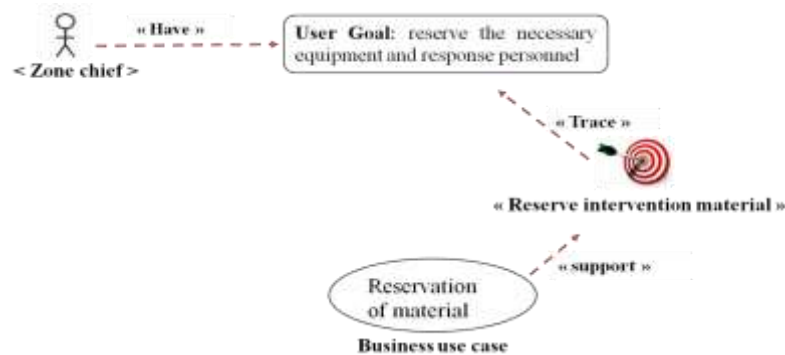 « Have »
User Goal: reserve the necessary
equipment and response personnel
< Zone chief >
« Trace »
« Reserve intervention material »
« support »
Reservation
of material
Business use case